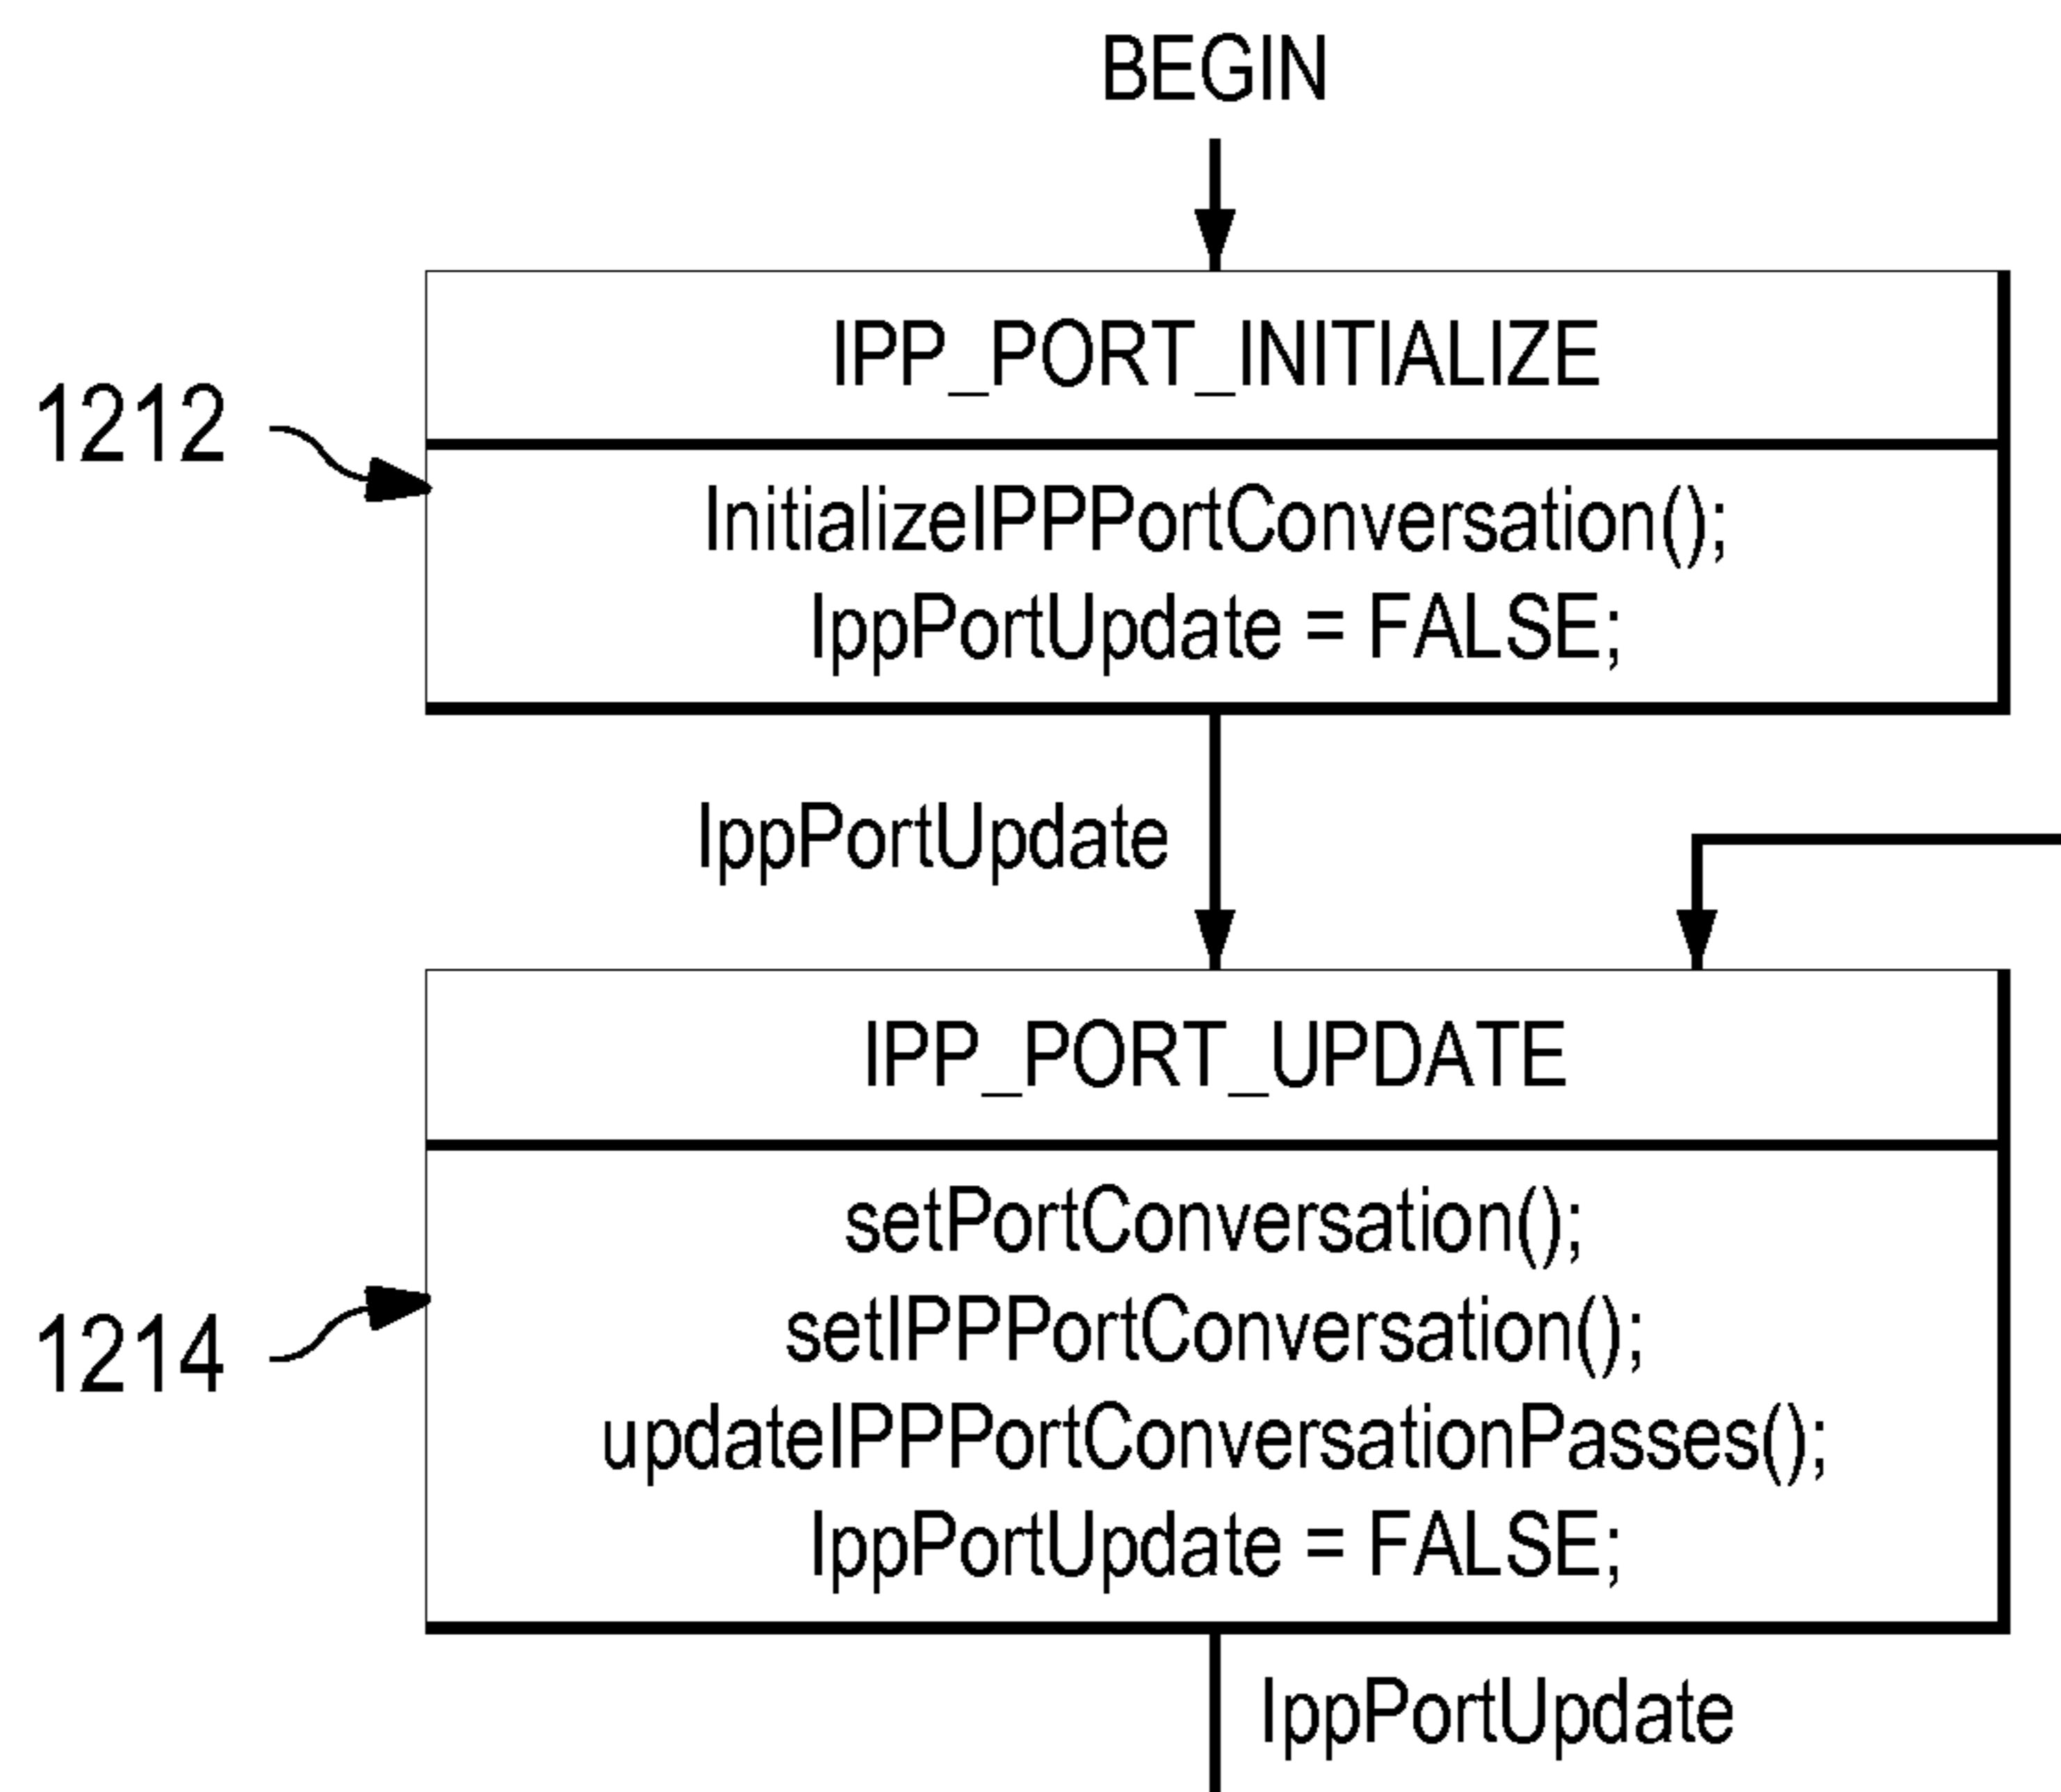 BEGIN
IPP_PORT_INITIALIZE
1212
InitializeIPPPortConversation();
IppPortUpdate = FALSE;
IppPortUpdate
IPP_PORT_UPDATE
setPortConversation();
1214
setIPPPortConversation();
updateIPPPortConversationPasses();
IppPortUpdate = FALSE;
IppPortUpdate